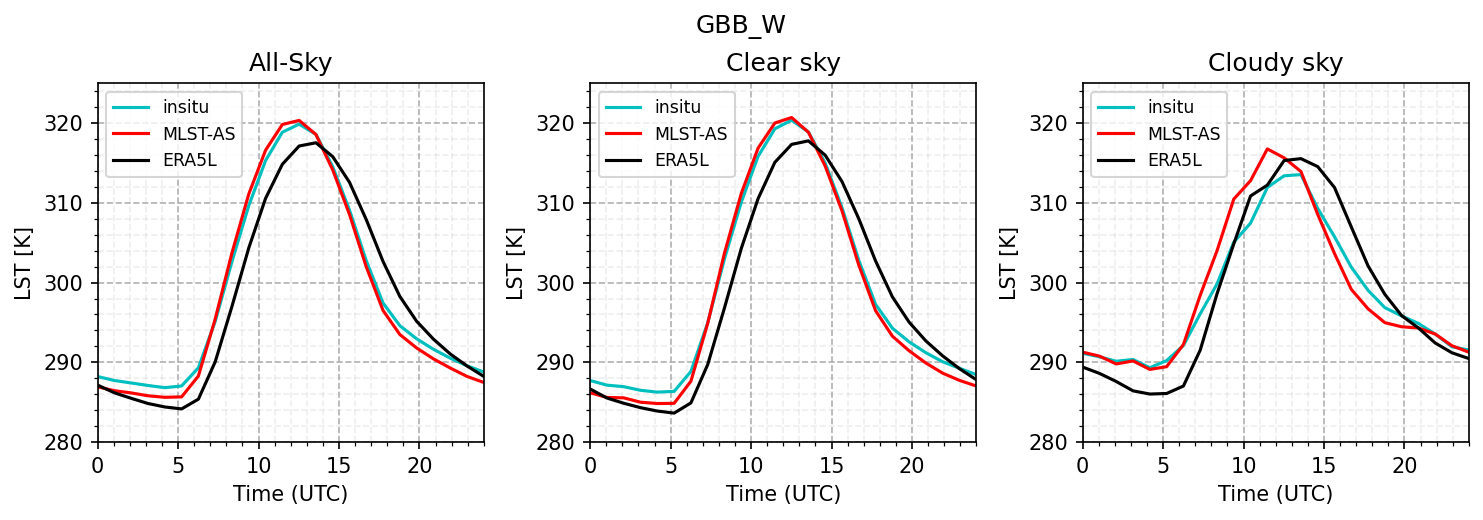 GBB_W
All-Sky
Clear sky
Cloudy sky
insitu
MLST-AS
ERA5L
insitu
MLST-AS
ERA5L
insitu
MLST-AS
ERA5L
LST [K]
320
310
300
290
280
0 5 10 15 20
Time (UTC)
LST [K]
320
310
300
290
280
0 5 10 15 20
Time (UTC)
LST [K]
320
310
300
290
280
0 5 10 15 20
Time (UTC)